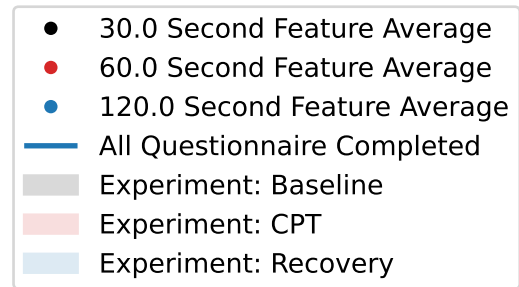 30.0 Second Feature Average
60.0 Second Feature Average
120.0 Second Feature Average
All Questionnaire Completed
Experiment: Baseline
Experiment: CPT
Experiment: Recovery